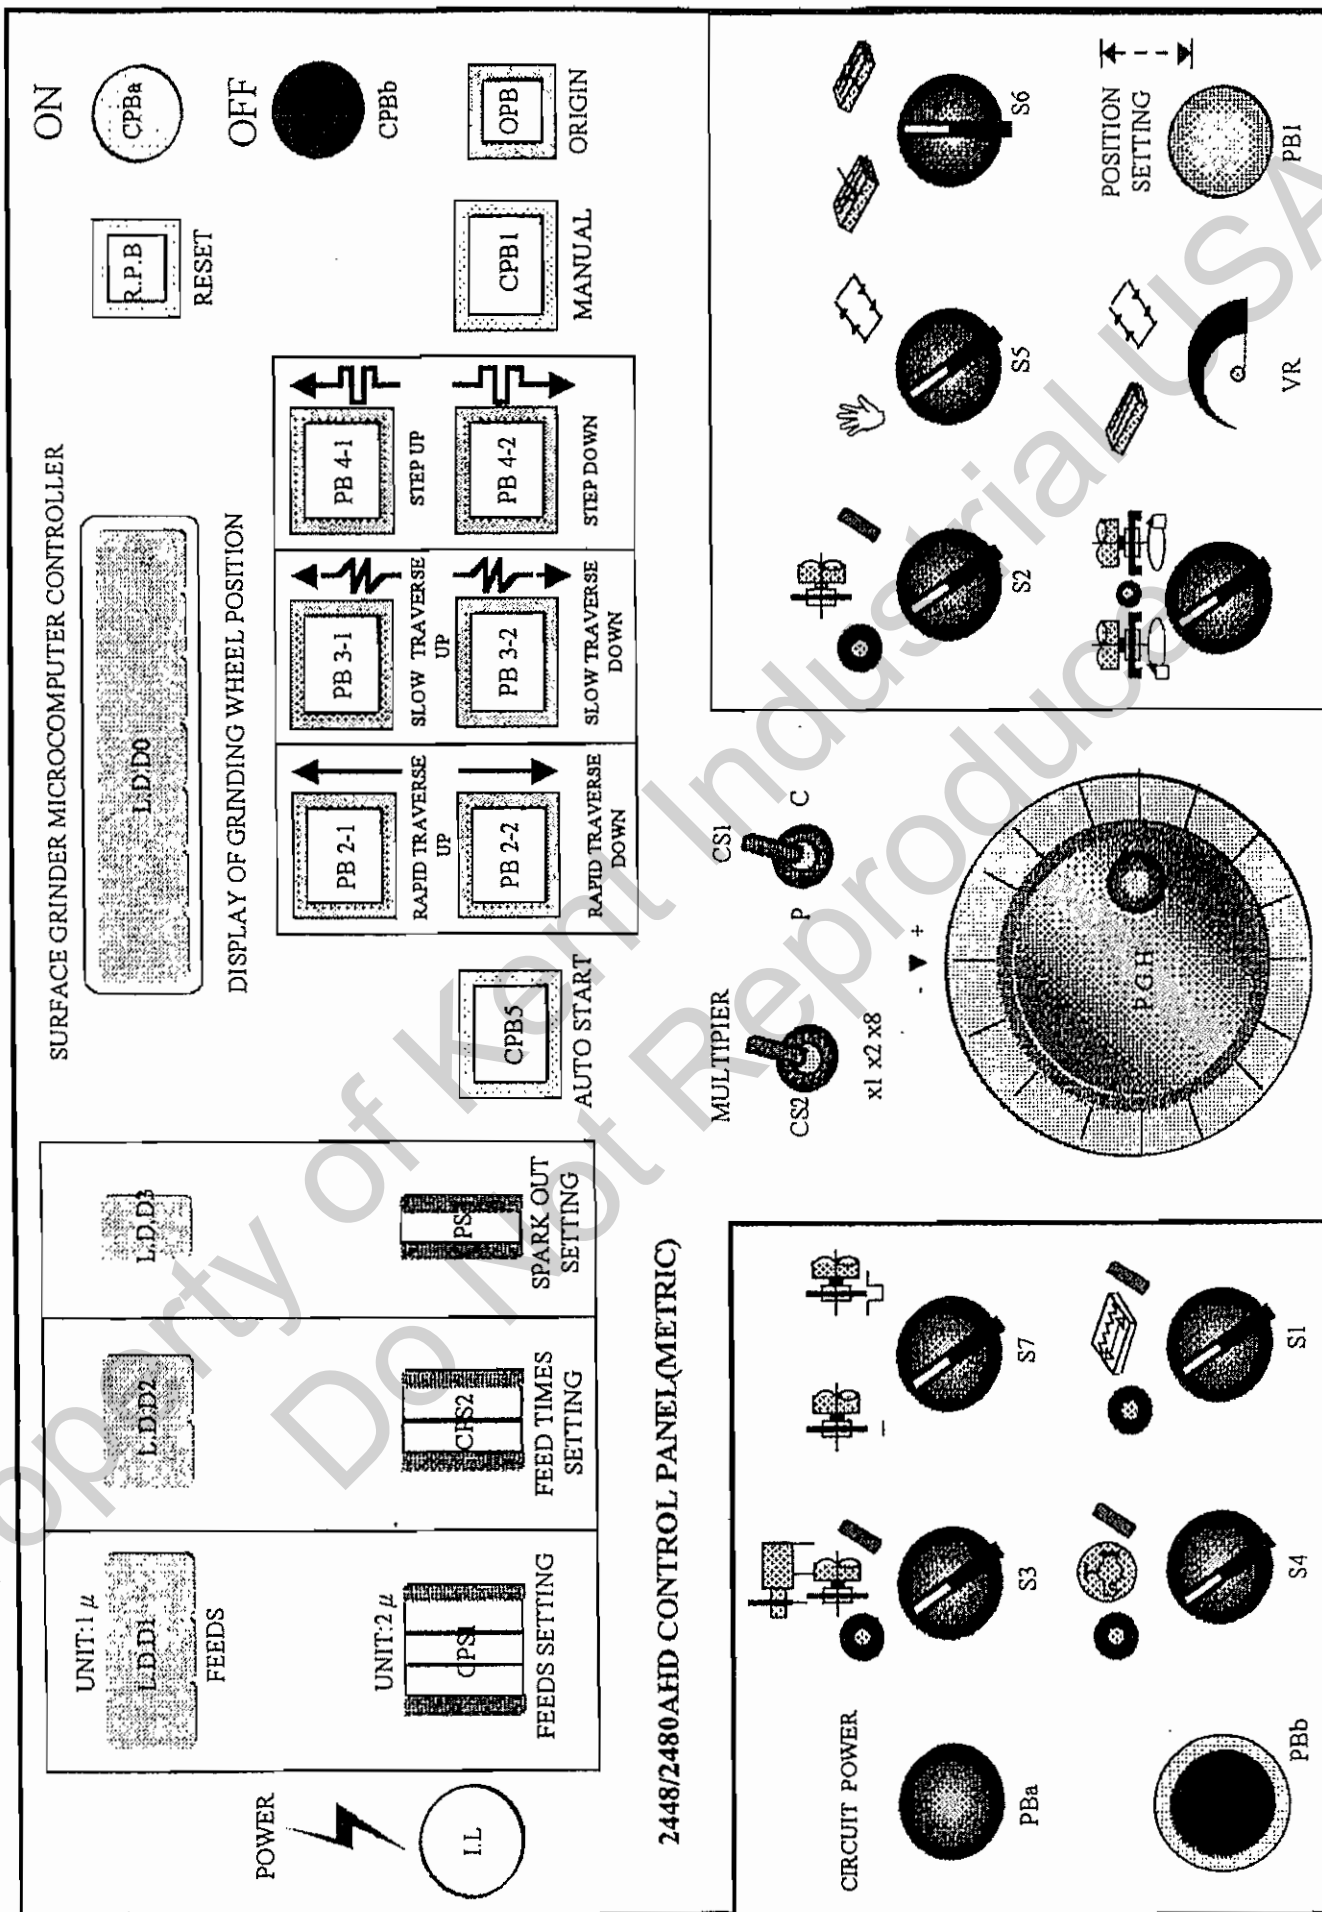 SURFACE GRINDER MICROCOMPUTER CONTROLLER
ON
CPBa
OFF
CPBb
R.P.B
RESET
L.D.D0
DISPLAY OF GRINDING WHEEL POSITION
UNIT:1 μ
L.D.D1
FEEDS
L.D.D2
L.D.D3
POWER
I.L
UNIT:2 μ
CPS1
FEEDS SETTING
CPS2
FEED TIMES
SETTING
PS
SPARK OUT
SETTING
CPB5
AUTO START
PB 2-1
RAPID TRAVERSE
UP
PB 2-2
RAPID TRAVERSE
DOWN
PB 3-1
SLOW TRAVERSE
UP
PB 3-2
SLOW TRAVERSE
DOWN
PB 4-1
STEP UP
PB 4-2
STEP DOWN
CPB1
MANUAL
OPB
ORIGIN
2448/2480AHD CONTROL PANEL(METRIC)
CIRCUIT POWER
PBa
S3
S7
PBb
S4
S1
MULTIPIER
CS2
x1 x2 x8
CS1
P C
- +
P.G.H
S2
S5
S6
POSITION
SETTING
VR
PB1
Property of Kent Industrial USA
Do Not Reproduce